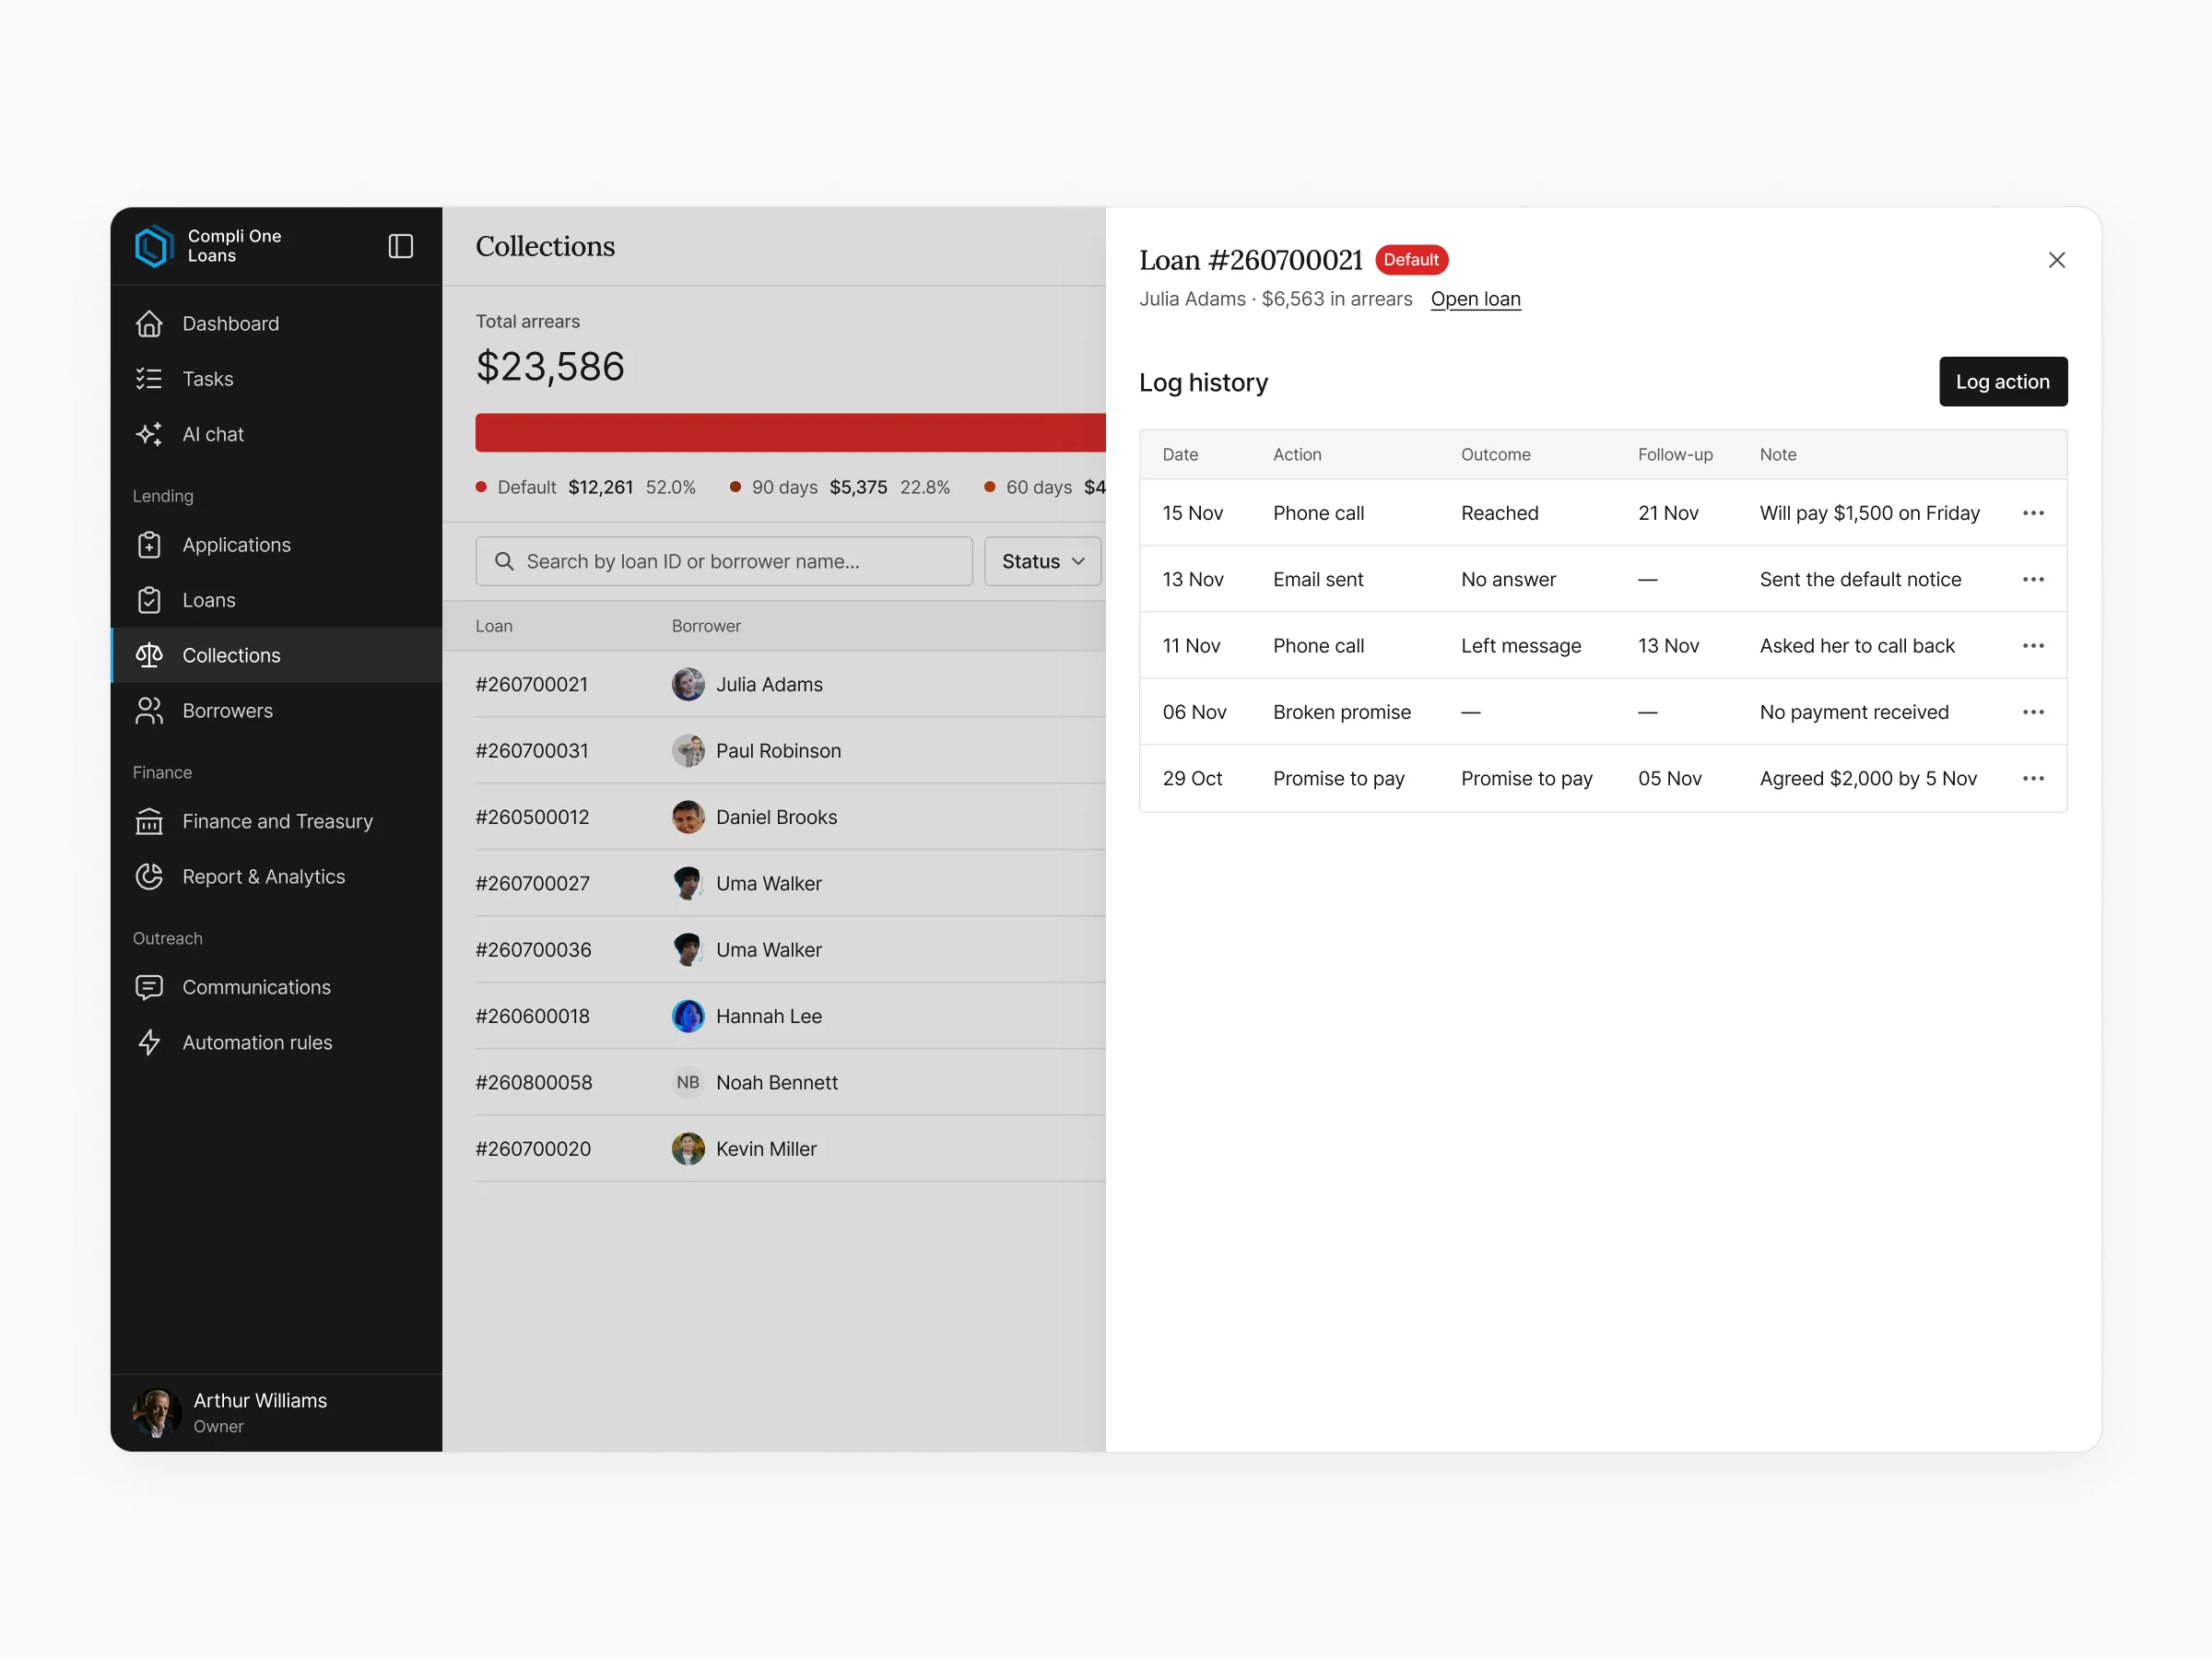 Compli One
Loans
Dashboard
Tasks
AI chat
Lending
Applications
Loans
Collections
Borrowers
Finance
Finance and Treasury
Report & Analytics
Outreach
Communications
Automation rules
Arthur Williams
Owner
Collections
Total arrears
$23,586
Default $12,261 52.0% 90 days $5,375 22.8% 60 days $4
Search by loan ID or borrower name...
Status
Loan Borrower
#260700021 Julia Adams
#260700031 Paul Robinson
#260500012 Daniel Brooks
#260700027 Uma Walker
#260700036 Uma Walker
#260600018 Hannah Lee
#260800058 NB Noah Bennett
#260700020 Kevin Miller
Loan #260700021 Default
Julia Adams · $6,563 in arrears Open loan
Log history
Log action
Date Action Outcome Follow-up Note
15 Nov Phone call Reached 21 Nov Will pay $1,500 on Friday
13 Nov Email sent No answer — Sent the default notice
11 Nov Phone call Left message 13 Nov Asked her to call back
06 Nov Broken promise — — No payment received
29 Oct Promise to pay Promise to pay 05 Nov Agreed $2,000 by 5 Nov